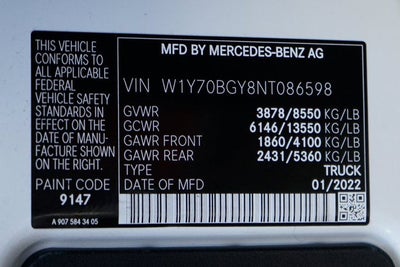 THIS VEHICLE
CONFORMS TO
ALL APPLICABLE
FEDERAL
VEHICLE SAFETY
STANDARDS IN
EFFECT ON THE
DATE OF MANU-
FACTURE SHOWN
ON THE RIGHT.
PAINT CODE
9147
A 907 584 34 05
MFD BY MERCEDES-BENZ AG
VIN W1Y70BGY8NT086598
GVWR 3878/8550 KG/LB
GCWR 6146/13550 KG/LB
GAWR FRONT 1860/4100 KG/LB
GAWR REAR 2431/5360 KG/LB
TYPE TRUCK
DATE OF MFD 01/2022